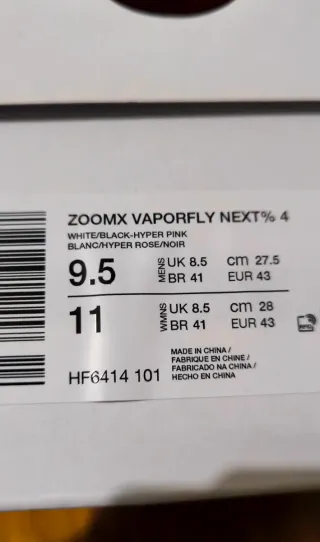 ZOOMX VAPORFLY NEXT% 4
WHITE/BLACK-HYPER PINK
BLANC/HYPER ROSE/NOIR
9.5 MENS UK 8.5 cm 27.5
BR 41 EUR 43
11 WMNS UK 8.5 cm 28
BR 41 EUR 43
MADE IN CHINA /
FABRIQUE EN CHINE /
FABRICADO NA CHINA /
HF6414 101 HECHO EN CHINA